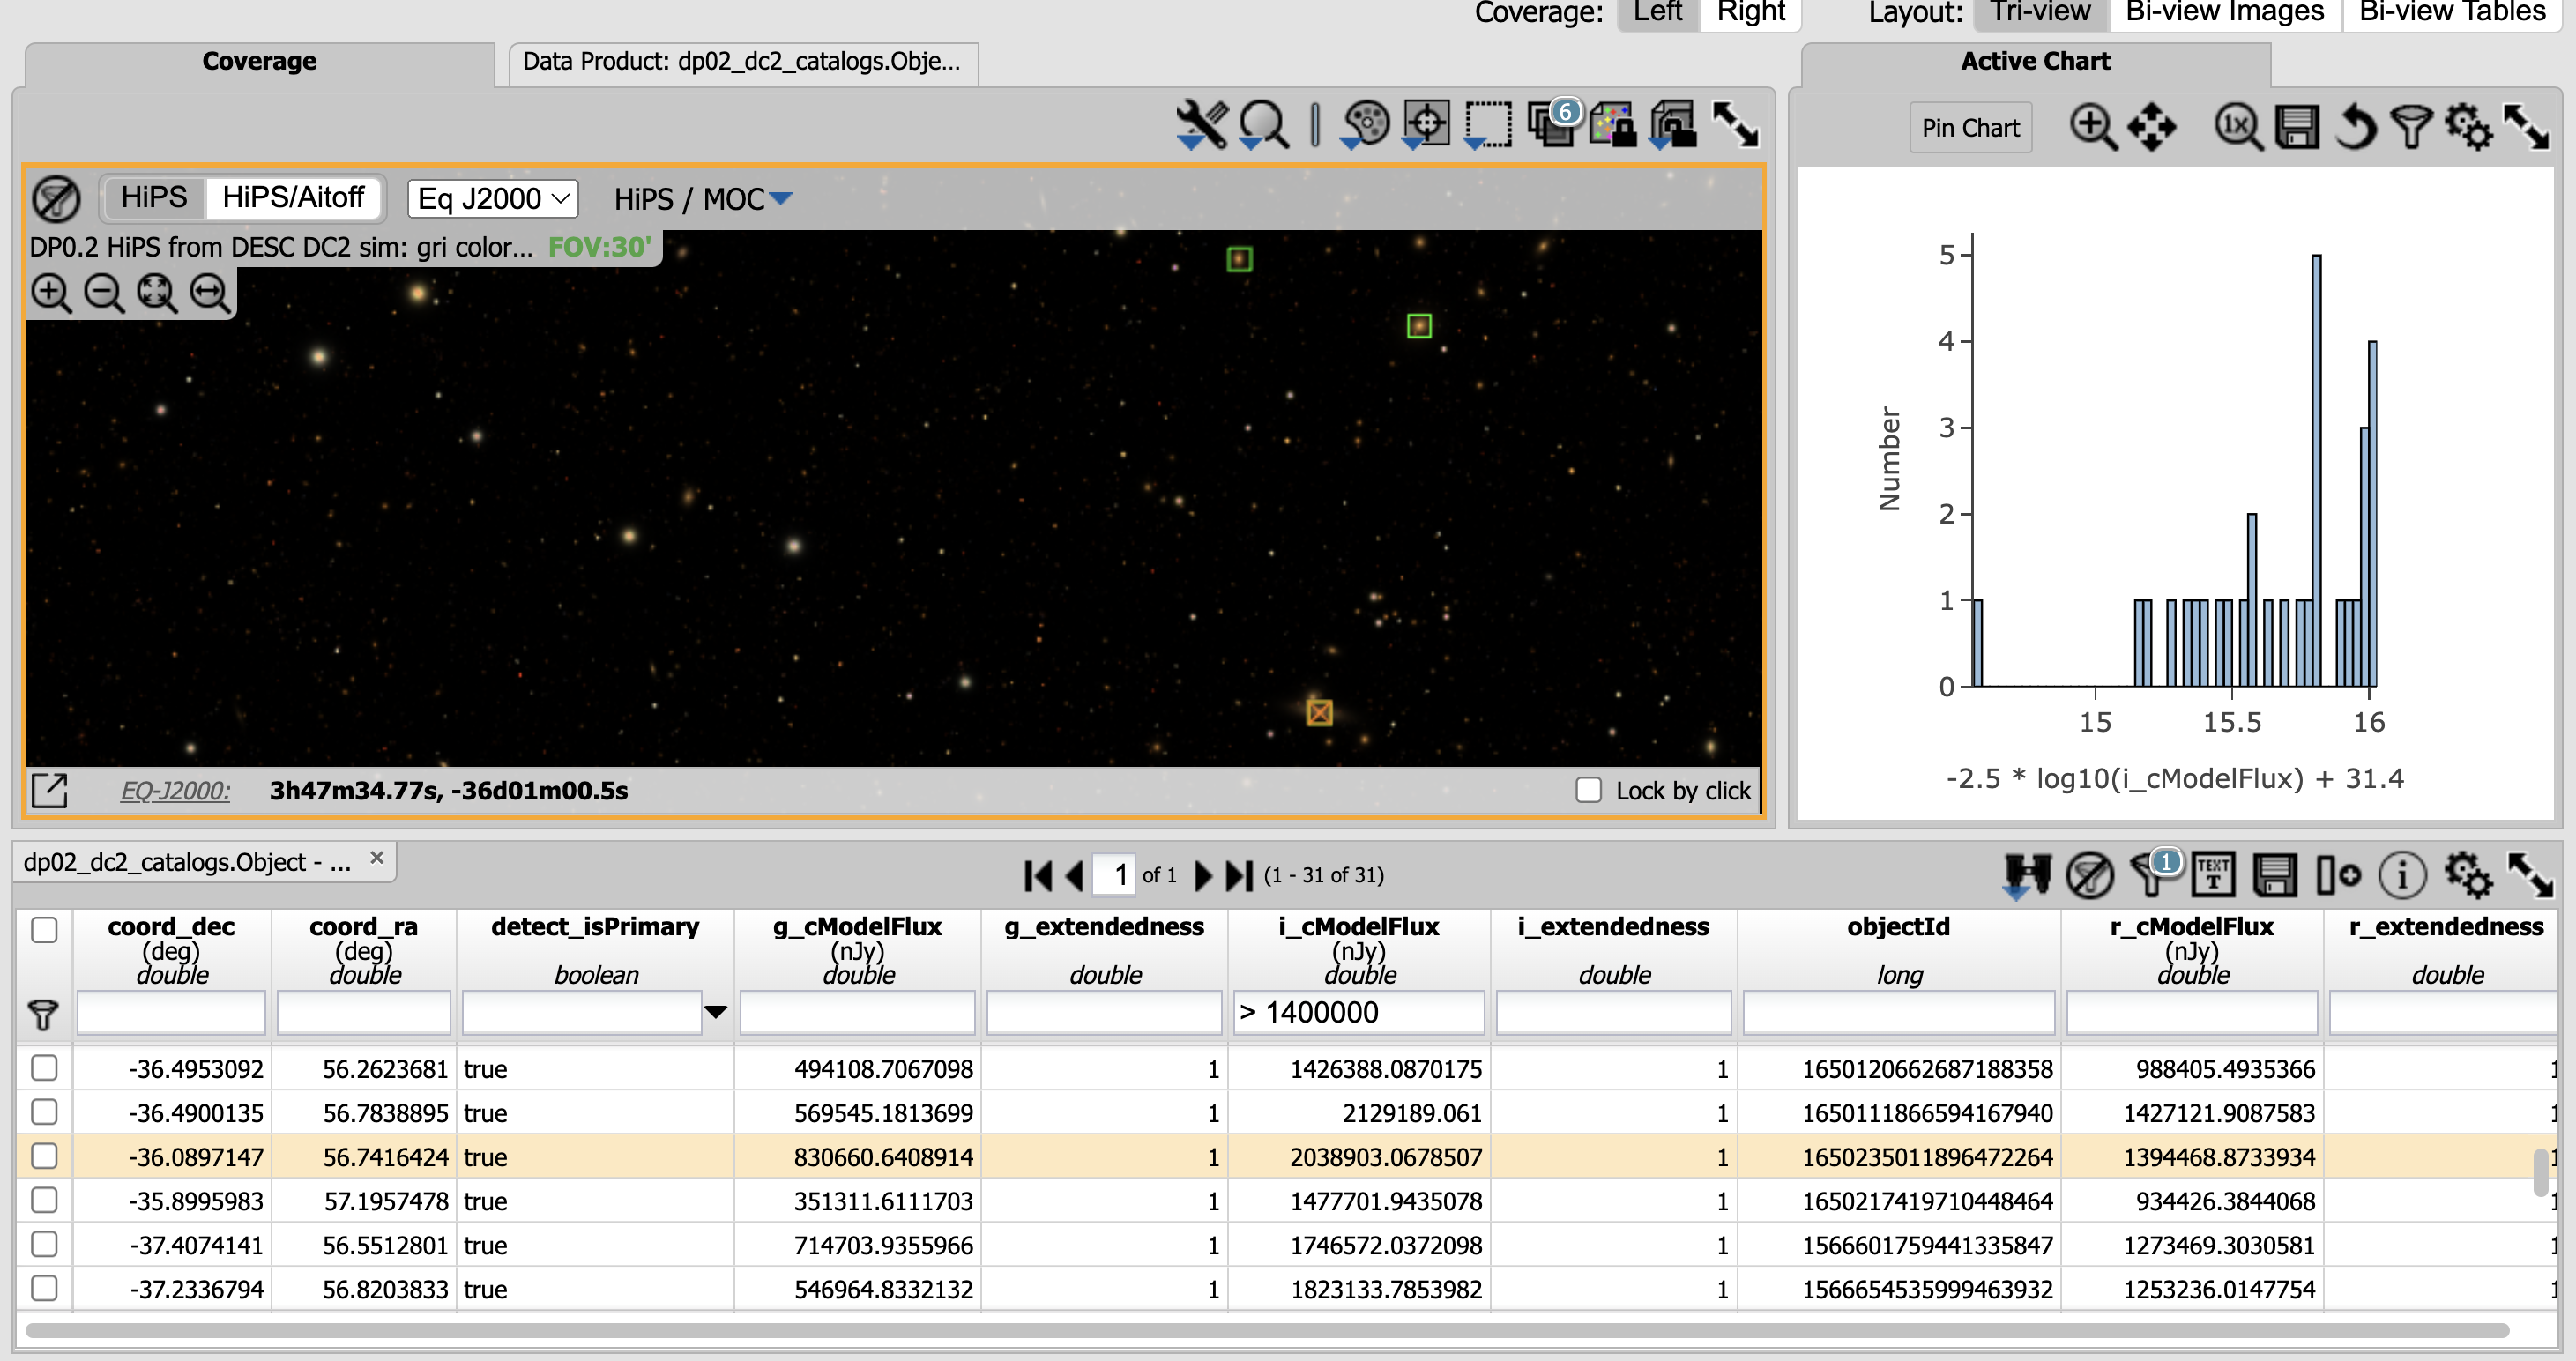 Coverage: Left Right Layout: Tri-view Bi-view Images Bi-view Tables
Coverage
Data Product: dp02_dc2_catalogs.Obje...
Active Chart
6
Pin Chart
1x
HiPS HiPS/Aitoff Eq J2000 HiPS / MOC
DP0.2 HiPS from DESC DC2 sim: gri color... FOV:30'
EQ-J2000: 3h47m34.77s, -36d01m00.5s
Lock by click
Number
5
4
3
2
1
0
15 15.5 16
-2.5 * log10(i_cModelFlux) + 31.4
dp02_dc2_catalogs.Object - ... ×
1 of 1 (1 - 31 of 31)
1
TEXT
T
i
coord_dec coord_ra detect_isPrimary g_cModelFlux g_extendedness i_cModelFlux i_extendedness objectId r_cModelFlux r_extendedness
(deg) (deg) (nJy) (nJy) (nJy)
double double boolean double double double double long double double
> 1400000
-36.4953092 56.2623681 true 494108.7067098 1 1426388.0870175 1 1650120662687188358 988405.4935366 1
-36.4900135 56.7838895 true 569545.1813699 1 2129189.061 1 1650111866594167940 1427121.9087583 1
-36.0897147 56.7416424 true 830660.6408914 1 2038903.0678507 1 1650235011896472264 1394468.8733934 1
-35.8995983 57.1957478 true 351311.6111703 1 1477701.9435078 1 1650217419710448464 934426.3844068 1
-37.4074141 56.5512801 true 714703.9355966 1 1746572.0372098 1 1566601759441335847 1273469.3030581 1
-37.2336794 56.8203833 true 546964.8332132 1 1823133.7853982 1 1566654535999463932 1253236.0147754 1